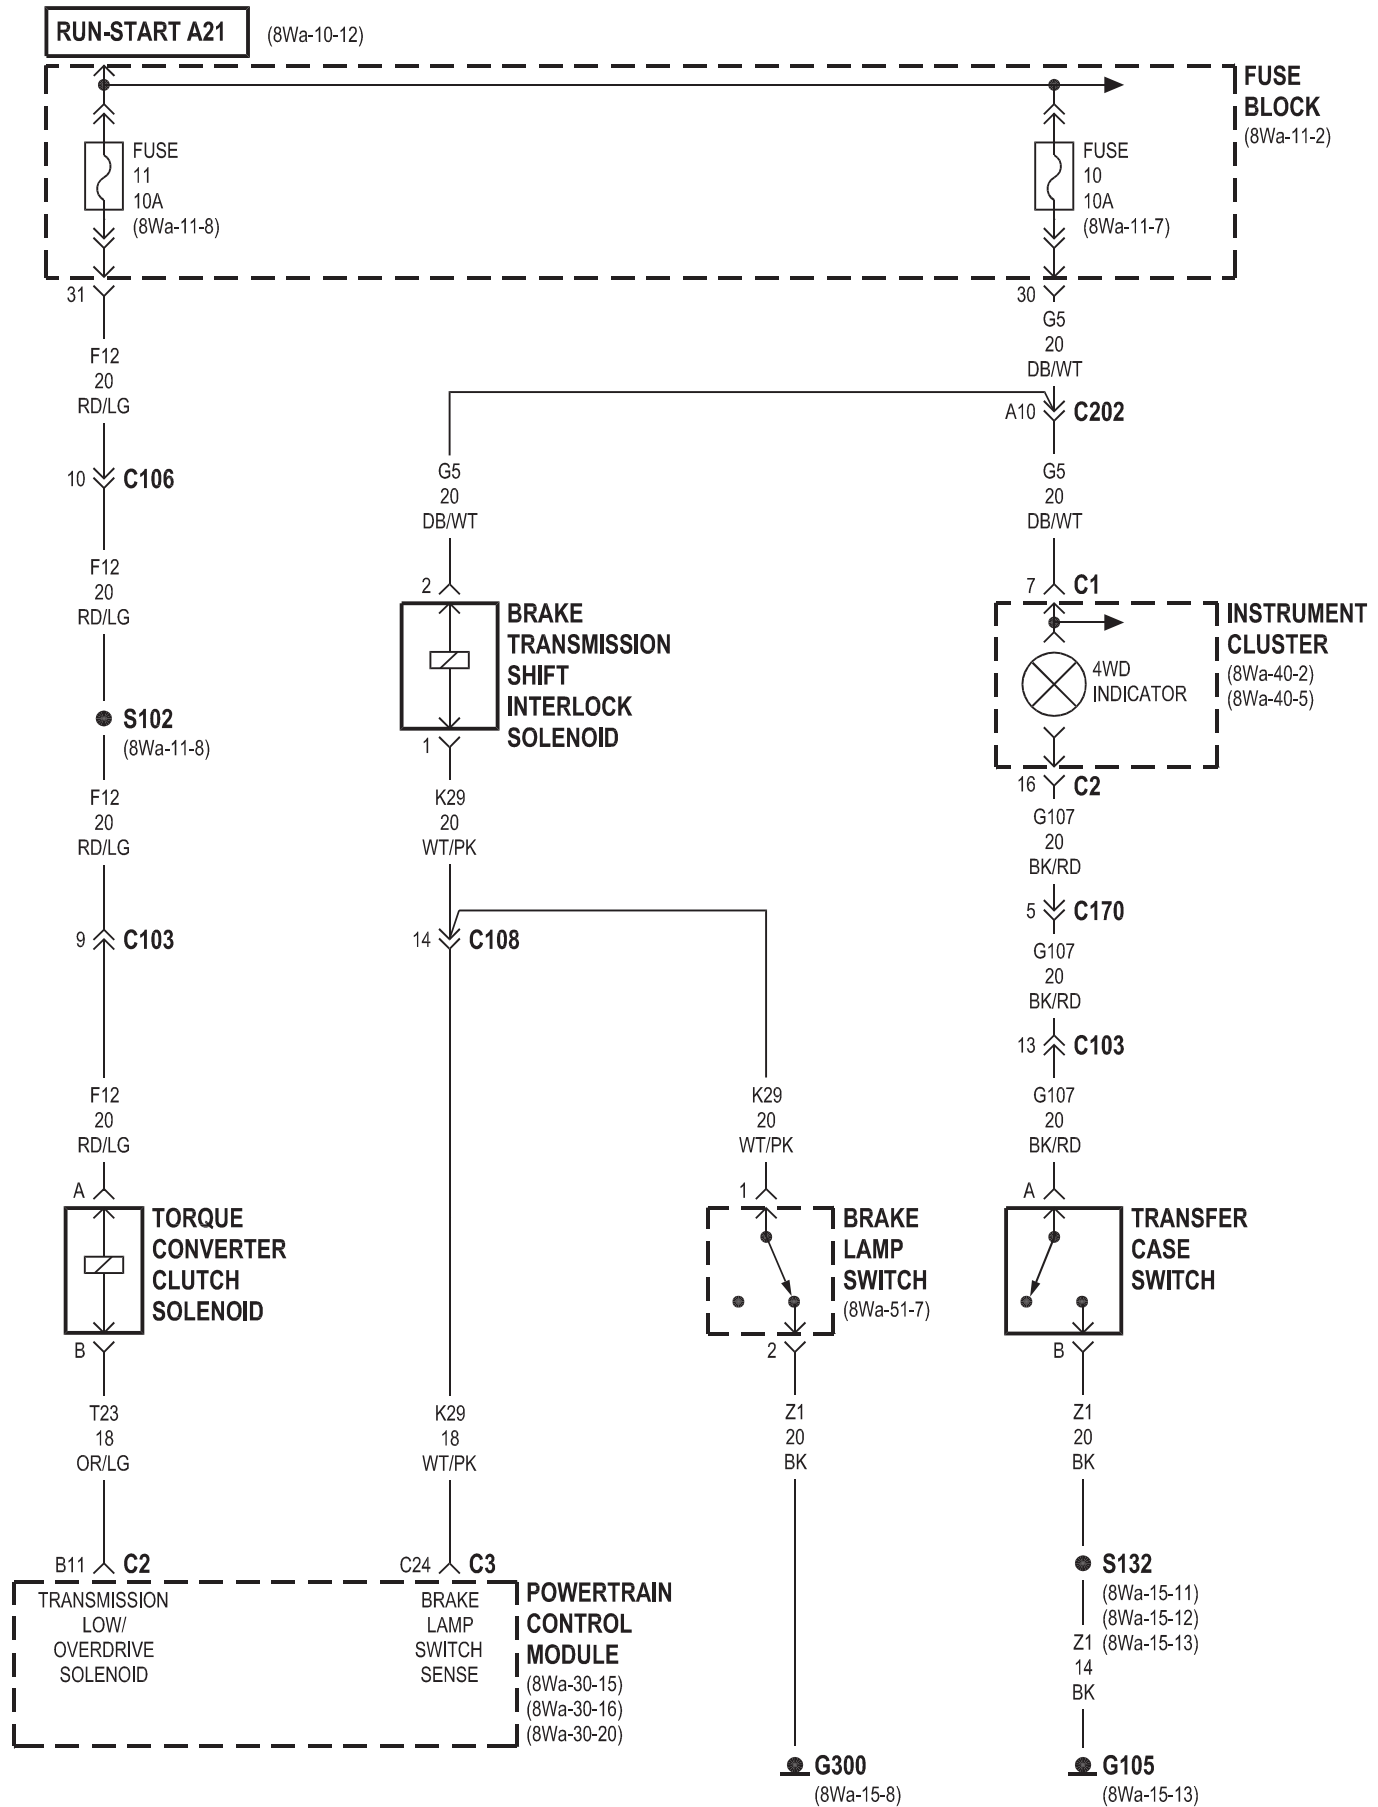 RUN-START A21 (8Wa-10-12)
FUSE
BLOCK
(8Wa-11-2)
FUSE
11
10A
(8Wa-11-8)
FUSE
10
10A
(8Wa-11-7)
31
30
F12
20
RD/LG
G5
20
DB/WT
10 C106
A10 C202
G5
20
DB/WT
G5
20
DB/WT
F12
20
RD/LG
2
7 C1
BRAKE
TRANSMISSION
SHIFT
INTERLOCK
SOLENOID
INSTRUMENT
CLUSTER
(8Wa-40-2)
(8Wa-40-5)
4WD
INDICATOR
S102
(8Wa-11-8)
1
16 C2
F12
20
RD/LG
K29
20
WT/PK
G107
20
BK/RD
9 C103
14 C108
5 C170
G107
20
BK/RD
13 C103
F12
20
RD/LG
K29
20
WT/PK
G107
20
BK/RD
A
1
A
TORQUE
CONVERTER
CLUTCH
SOLENOID
BRAKE
LAMP
SWITCH
(8Wa-51-7)
TRANSFER
CASE
SWITCH
B
2
B
T23
18
OR/LG
K29
18
WT/PK
Z1
20
BK
Z1
20
BK
B11 C2
C24 C3
S132
(8Wa-15-11)
(8Wa-15-12)
(8Wa-15-13)
TRANSMISSION
LOW/
OVERDRIVE
SOLENOID
BRAKE
LAMP
SWITCH
SENSE
POWERTRAIN
CONTROL
MODULE
(8Wa-30-15)
(8Wa-30-16)
(8Wa-30-20)
Z1
14
BK
G300
(8Wa-15-8)
G105
(8Wa-15-13)